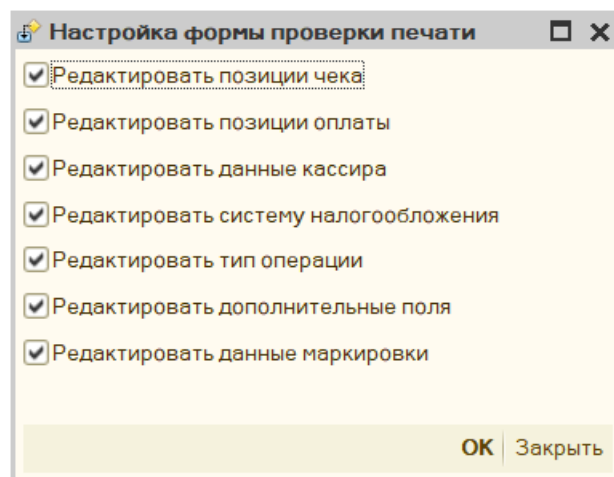 Настройка формы проверки печати
Редактировать позиции чека
Редактировать позиции оплаты
Редактировать данные кассира
Редактировать систему налогообложения
Редактировать тип операции
Редактировать дополнительные поля
Редактировать данные маркировки
OK Закрыть